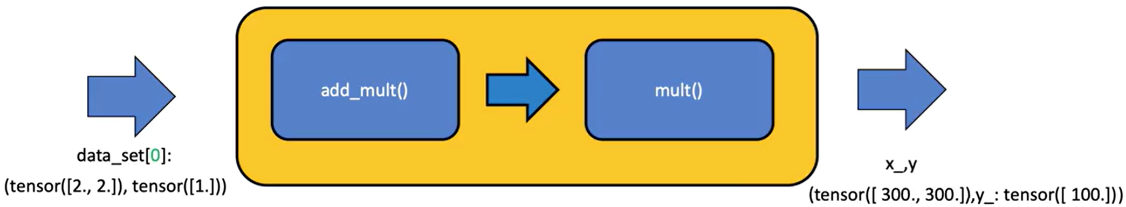 add_mult()
mult()
data_set[0]:
(tensor([2., 2.]), tensor([1.]))
x_,y
(tensor([ 300., 300.]),y_: tensor([ 100.]))